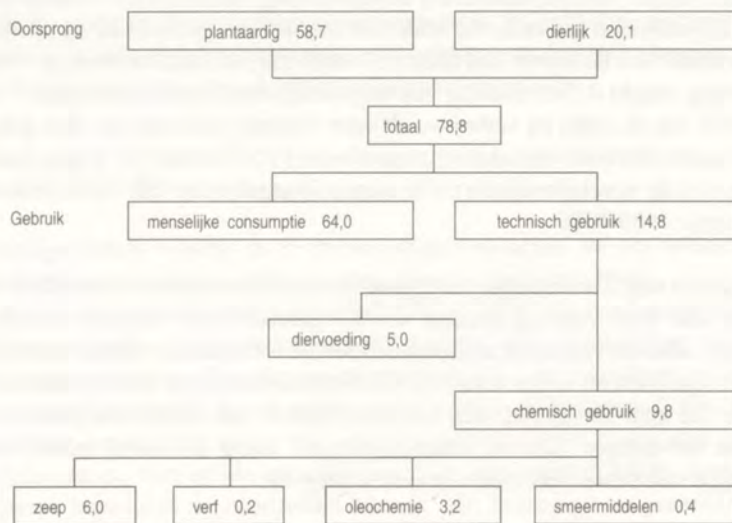 Oorsprong plantaardig 58,7 dierlijk 20,1
totaal 78,8
Gebruik menselijke consumptie 64,0 technisch gebruik 14,8
diervoeding 5,0
chemisch gebruik 9,8
zeep 6,0 verf 0,2 oleochemie 3,2 smeermiddelen 0,4